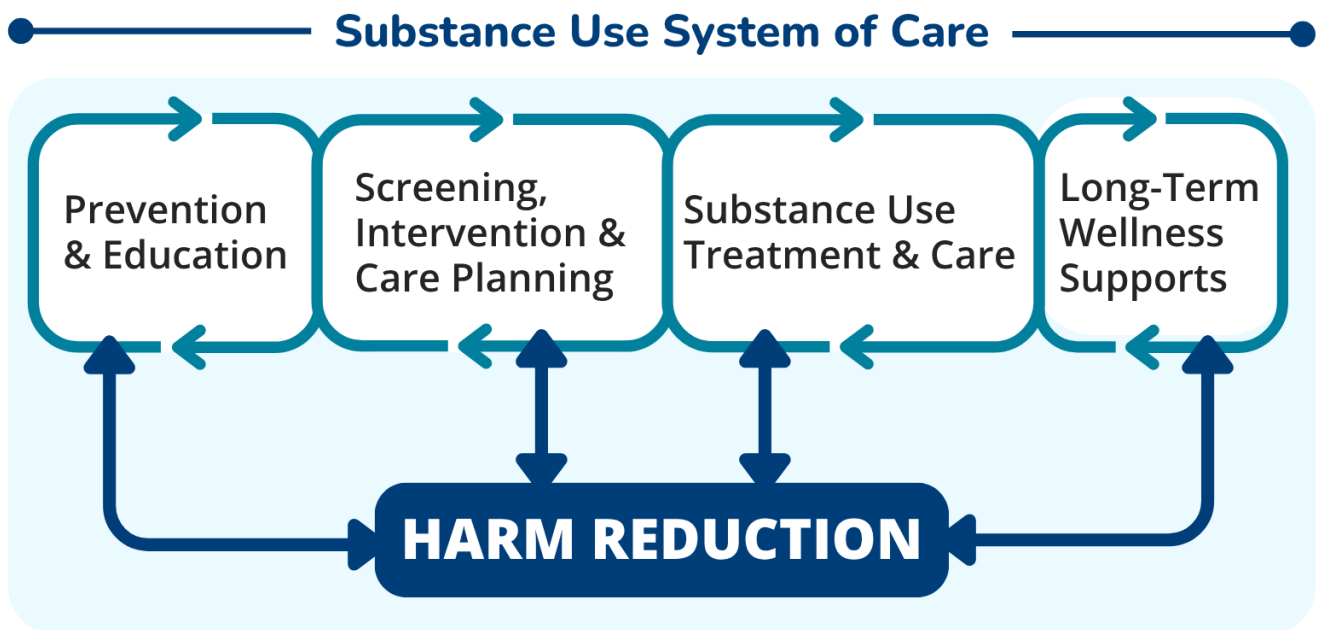 Substance Use System of Care
Prevention
& Education
Screening,
Intervention &
Care Planning
Substance Use
Treatment & Care
Long-Term
Wellness
Supports
HARM REDUCTION